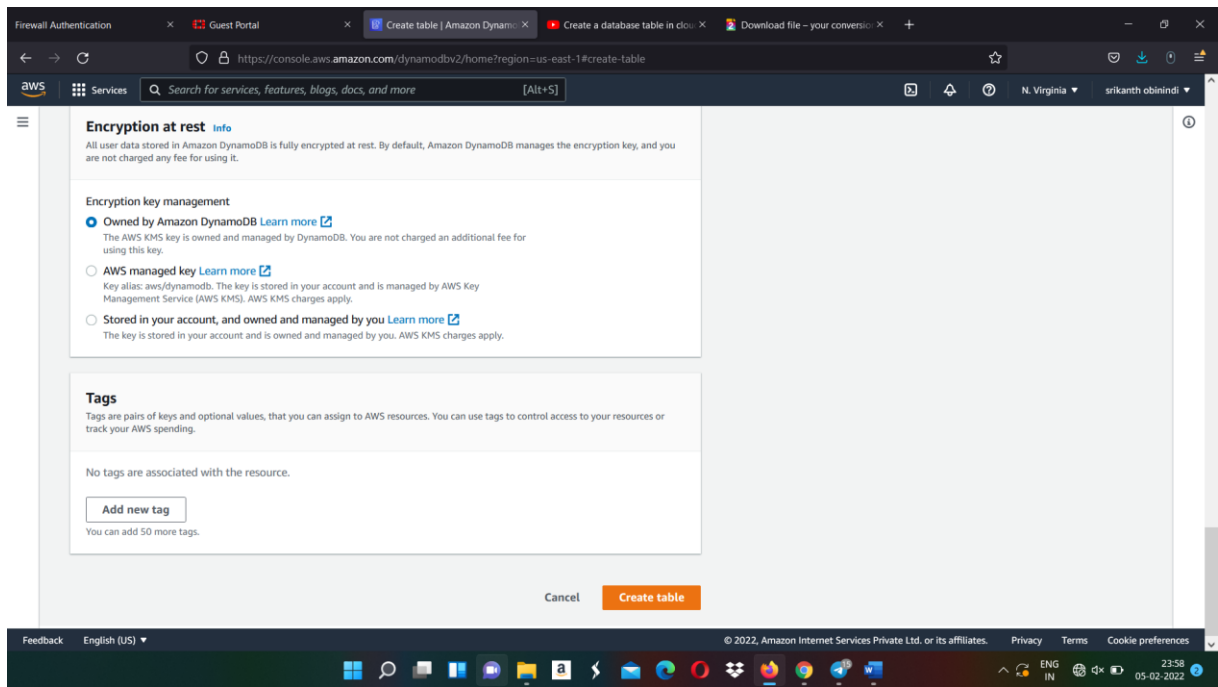 Firewall Authentication
Guest Portal
Create table | Amazon Dynamo
Create a database table in clou
Download file – your conversio
https://console.aws.amazon.com/dynamodbv2/home?region=us-east-1#create-table
aws
Services
Search for services, features, blogs, docs, and more
[Alt+S]
N. Virginia ▼
srikanth obinindi ▼
Encryption at rest Info
All user data stored in Amazon DynamoDB is fully encrypted at rest. By default, Amazon DynamoDB manages the encryption key, and you
are not charged any fee for using it.
Encryption key management
Owned by Amazon DynamoDB Learn more
The AWS KMS key is owned and managed by DynamoDB. You are not charged an additional fee for
using this key.
AWS managed key Learn more
Key alias: aws/dynamodb. The key is stored in your account and is managed by AWS Key
Management Service (AWS KMS). AWS KMS charges apply.
Stored in your account, and owned and managed by you Learn more
The key is stored in your account and is owned and managed by you. AWS KMS charges apply.
Tags
Tags are pairs of keys and optional values, that you can assign to AWS resources. You can use tags to control access to your resources or
track your AWS spending.
No tags are associated with the resource.
Add new tag
You can add 50 more tags.
Cancel
Create table
Feedback
English (US) ▼
© 2022, Amazon Internet Services Private Ltd. or its affiliates.
Privacy
Terms
Cookie preferences
ENG
IN
23:58
05-02-2022
2